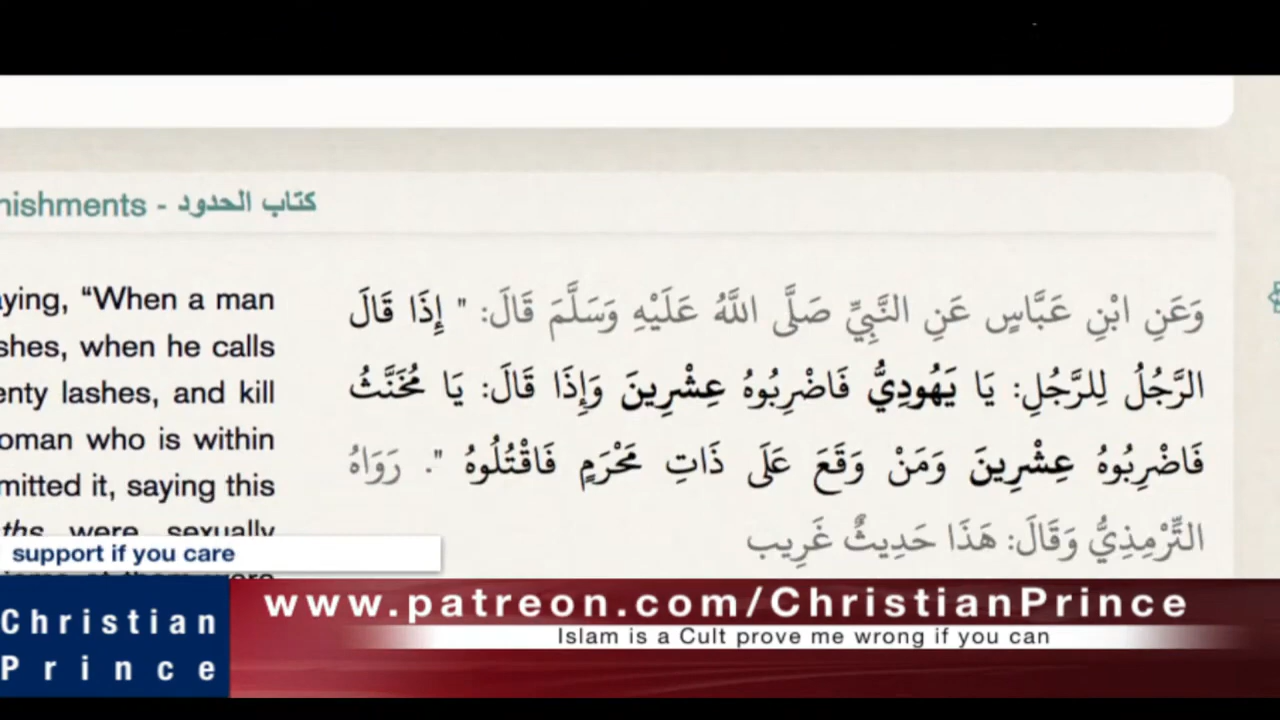 nishments - كتاب الحدود
aying, “When a man
shes, when he calls
enty lashes, and kill
oman who is within
mitted it, saying this
ths were sexually
وَعَنِ ابْنِ عَبَّاسٍ عَنِ النَّبِيِّ صَلَّى اللَّهُ عَلَيْهِ وَسَلَّمَ قَالَ: " إِذَا قَالَ
الرَّجُلُ لِلرَّجُلِ: يَا يَهُودِيُّ فَاضْرِبُوهُ عِشْرِينَ وَإِذَا قَالَ: يَا مُخَنَّثُ
فَاضْرِبُوهُ عِشْرِينَ وَمَنْ وَقَعَ عَلَى ذَاتِ مَحْرَمٍ فَاقْتُلُوهُ ". رَوَاهُ
التِّرْمِذِيُّ وَقَالَ: هَذَا حَدِيثٌ غَرِيب
support if you care
Christian
Prince
www.patreon.com/ChristianPrince
Islam is a Cult prove me wrong if you can